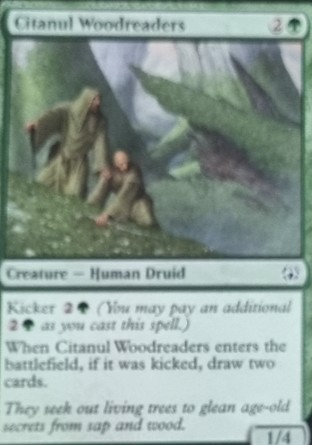 Citanul Woodreaders 2
Creature — Human Druid
Kicker 2 (You may pay an additional
2 as you cast this spell.)
When Citanul Woodreaders enters the
battlefield, if it was kicked, draw two
cards.
They seek out living trees to glean age-old
secrets from sap and wood.
1/4